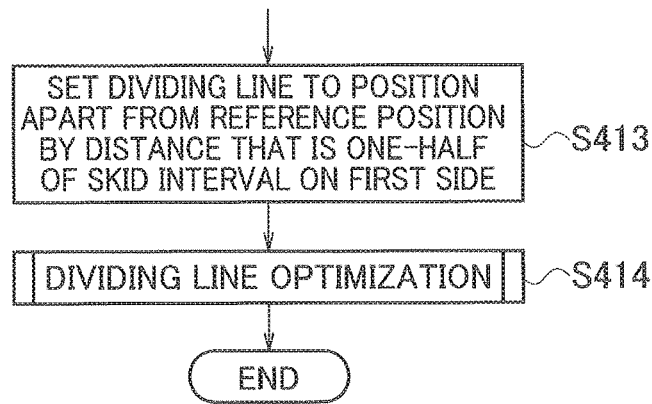 SET DIVIDING LINE TO POSITION
APART FROM REFERENCE POSITION
BY DISTANCE THAT IS ONE-HALF
OF SKID INTERVAL ON FIRST SIDE
S413
DIVIDING LINE OPTIMIZATION
S414
END